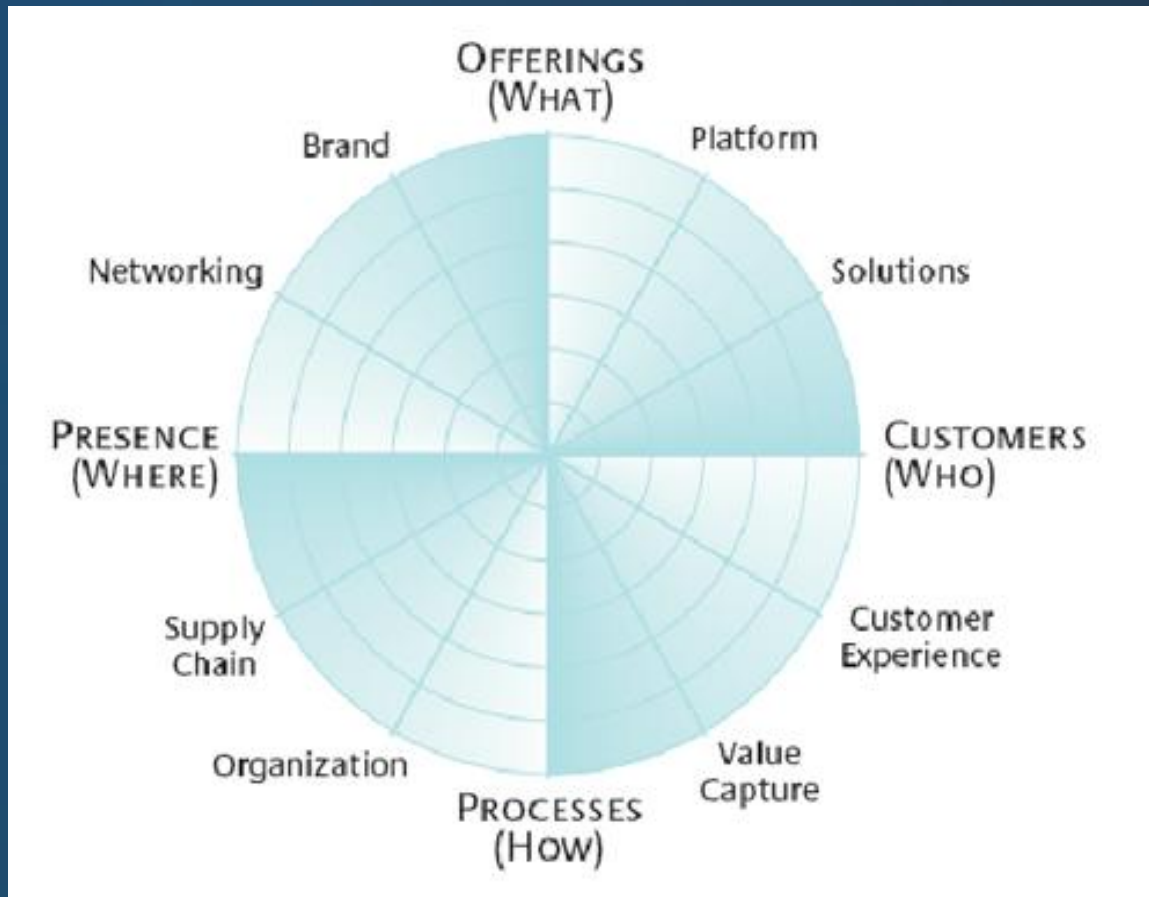 OFFERINGS
(WHAT)
Brand
Platform
Networking
Solutions
PRESENCE
(WHERE)
CUSTOMERS
(WHO)
Supply
Chain
Customer
Experience
Organization
Value
Capture
PROCESSES
(HOW)